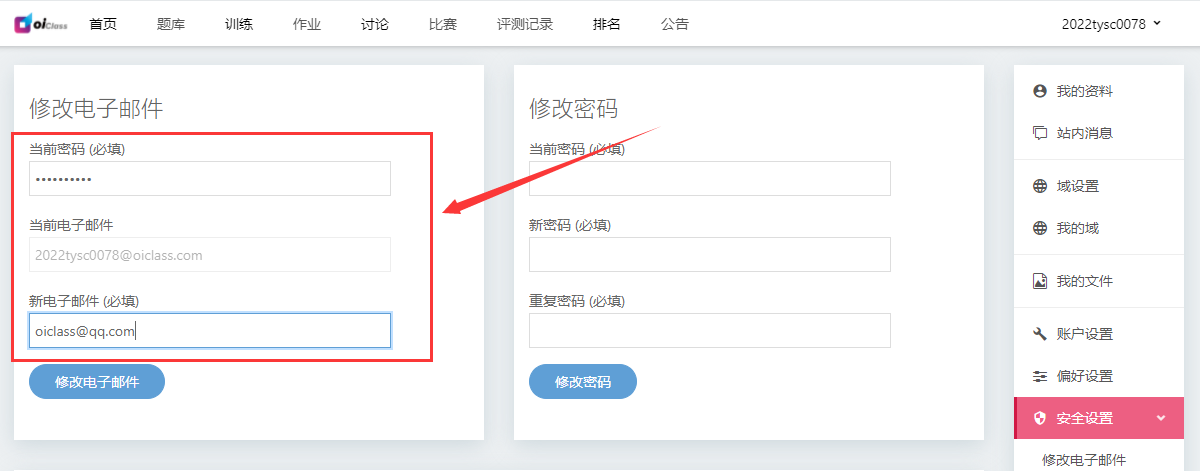 oiClass 首页 题库 训练 作业 讨论 比赛 评测记录 排名 公告 2022tysc0078
修改电子邮件
当前密码 (必填)
••••••••••
当前电子邮件
2022tysc0078@oiclass.com
新电子邮件 (必填)
oiclass@qq.com
修改电子邮件
修改密码
当前密码 (必填)
新密码 (必填)
重复密码 (必填)
修改密码
我的资料
站内消息
域设置
我的域
我的文件
账户设置
偏好设置
安全设置
修改电子邮件